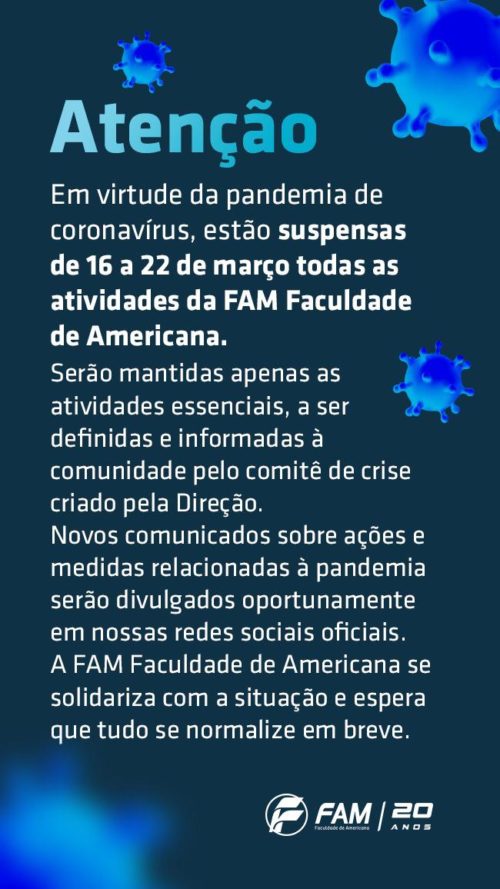 Atenção
Em virtude da pandemia de
coronavírus, estão suspensas
de 16 a 22 de março todas as
atividades da FAM Faculdade
de Americana.
Serão mantidas apenas as
atividades essenciais, a ser
definidas e informadas à
comunidade pelo comitê de crise
criado pela Direção.
Novos comunicados sobre ações e
medidas relacionadas à pandemia
serão divulgados oportunamente
em nossas redes sociais oficiais.
A FAM Faculdade de Americana se
solidariza com a situação e espera
que tudo se normalize em breve.
FAM
Faculdade de Americana
20
ANOS